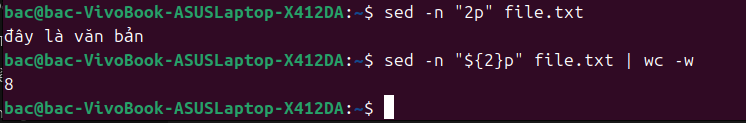 bac@bac-VivoBook-ASUSLaptop-X412DA:~$ sed -n "2p" file.txt
đây là văn bản
bac@bac-VivoBook-ASUSLaptop-X412DA:~$ sed -n "${2}p" file.txt | wc -w
8
bac@bac-VivoBook-ASUSLaptop-X412DA:~$